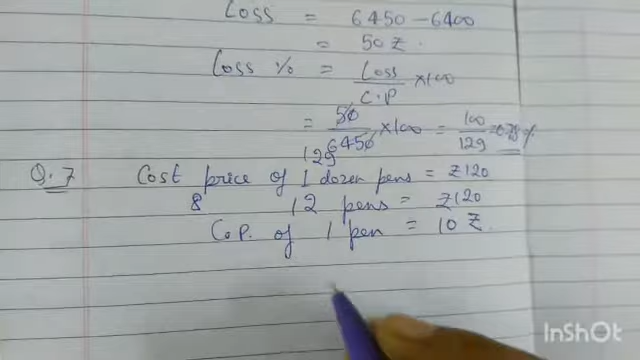 Loss = 6450 - 6400
= 50 ₹.
Loss % = Loss / C.P × 100
= 50 / 6450 × 100 = 100 / 129 = 0.78 %
129
Q. 7 Cost price of 1 dozen pens = ₹120
8 12 pens = ₹120
C.P. of 1 pen = 10 ₹.
InShOt